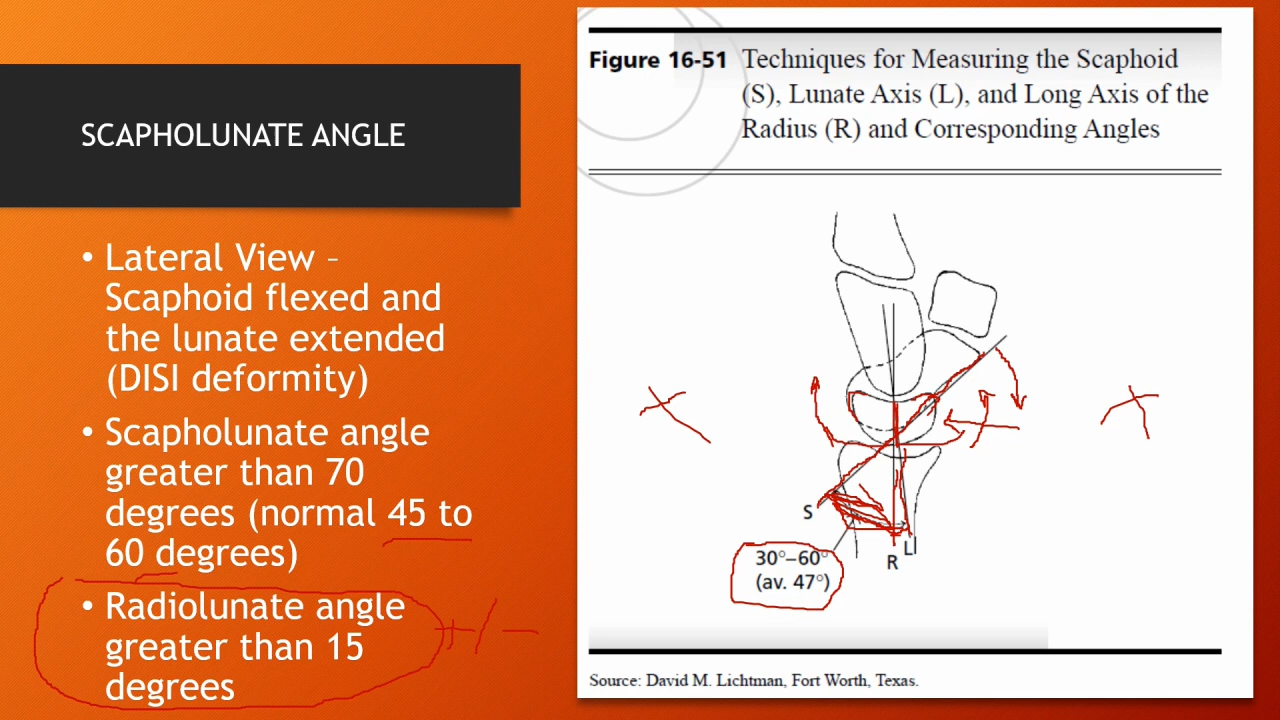 SCAPHOLUNATE ANGLE
• Lateral View –
Scaphoid flexed and
the lunate extended
(DISI deformity)
• Scapholunate angle
greater than 70
degrees (normal 45 to
60 degrees)
• Radiolunate angle
greater than 15
degrees
+/-
Figure 16-51 Techniques for Measuring the Scaphoid
(S), Lunate Axis (L), and Long Axis of the
Radius (R) and Corresponding Angles
S
30°–60°
(av. 47°)
R
L
Source: David M. Lichtman, Fort Worth, Texas.